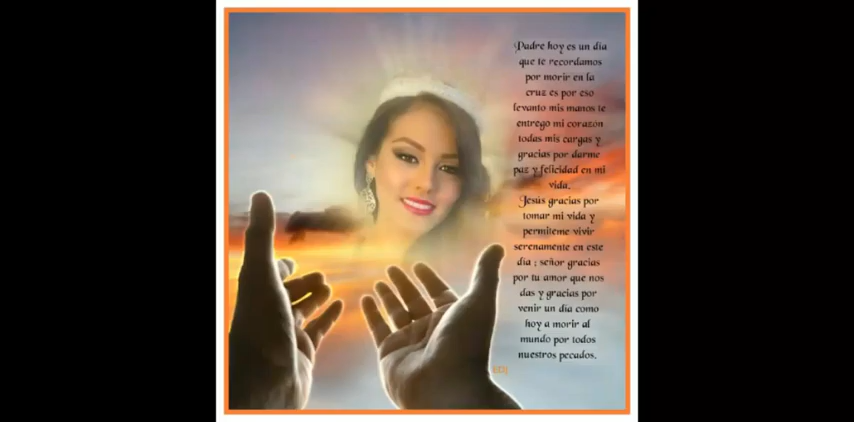 Padre hoy es un dia
que te recordamos
por morir en la
cruz es por eso
levanto mis manos te
entrego mi corazon
todas mis cargas y
gracias por darme
paz y felicidad en mi
vida.
Jesús gracias por
tomar mi vida y
permiteme vivir
serenamente en este
dia ; señor gracias
por tu amor que nos
das y gracias por
venir un dia como
hoy a morir al
mundo por todos
nuestros pecados.
EDJ